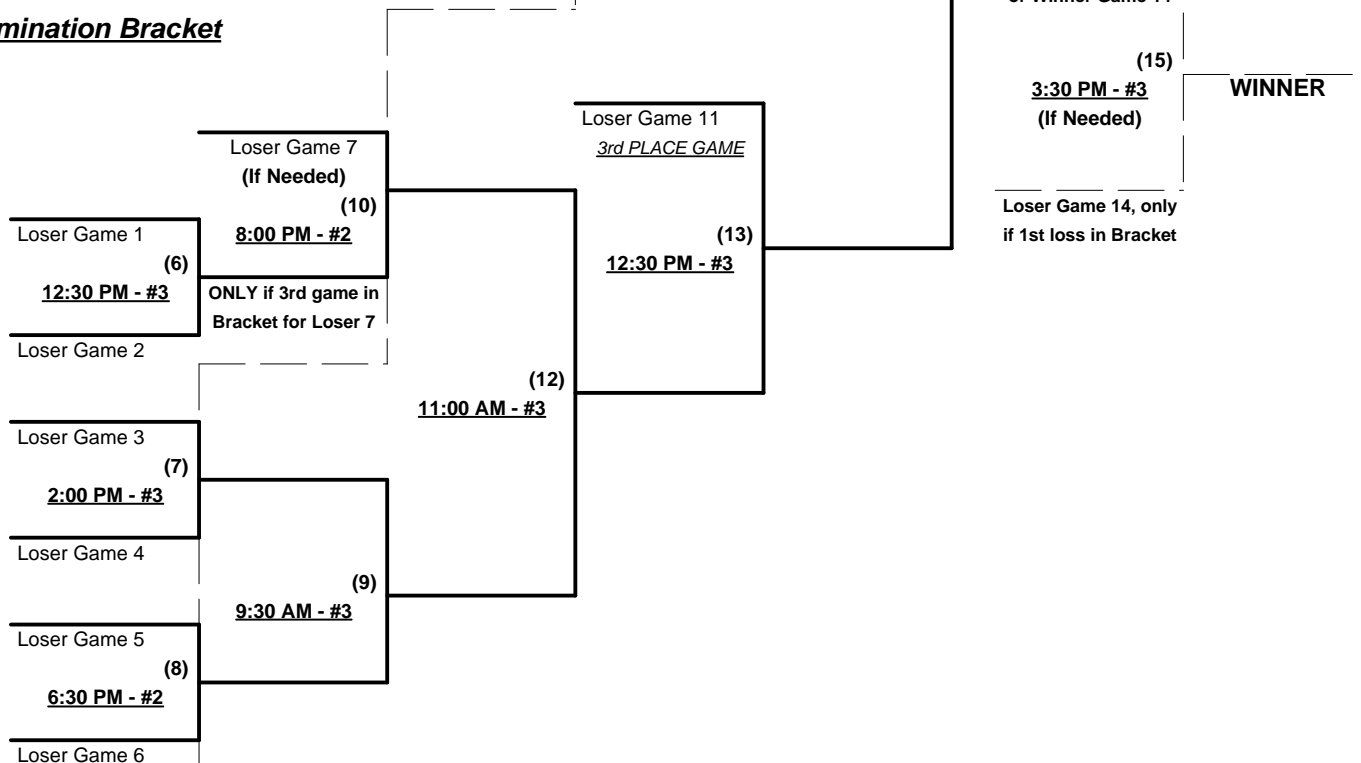 mination Bracket
(15)
3:30 PM - #3
WINNER
(If Needed)
Loser Game 11
3rd PLACE GAME
Loser Game 7
(If Needed)
(10)
8:00 PM - #2
Loser Game 14, only
if 1st loss in Bracket
Loser Game 1
(6)
12:30 PM - #3
(13)
12:30 PM - #3
ONLY if 3rd game in
Bracket for Loser 7
Loser Game 2
(12)
11:00 AM - #3
Loser Game 3
(7)
2:00 PM - #3
Loser Game 4
(9)
9:30 AM - #3
Loser Game 5
(8)
6:30 PM - #2
Loser Game 6